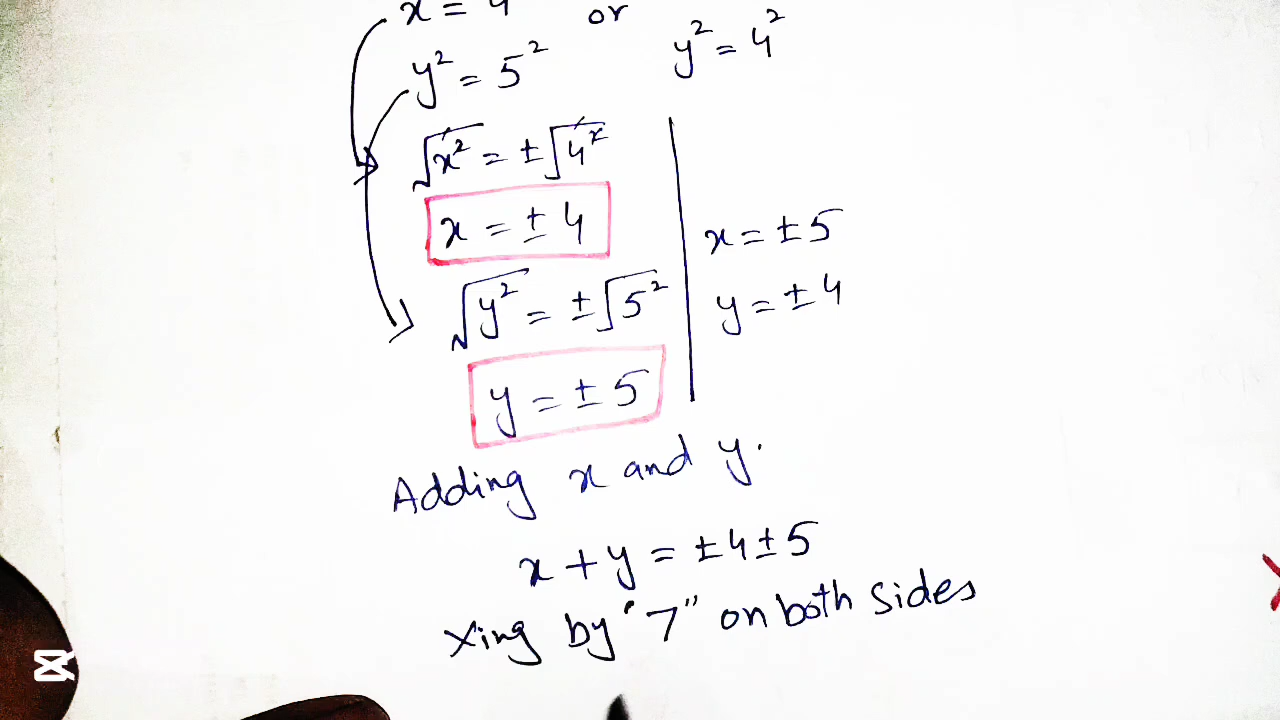 x = 4 or
y² = 5² y² = 4²
√x² = ±√4²
x = ± 4
x = ± 5
√y² = ±√5²
y = ± 4
y = ± 5
Adding x and y.
x + y = ± 4 ± 5
Xing by "7" on both sides